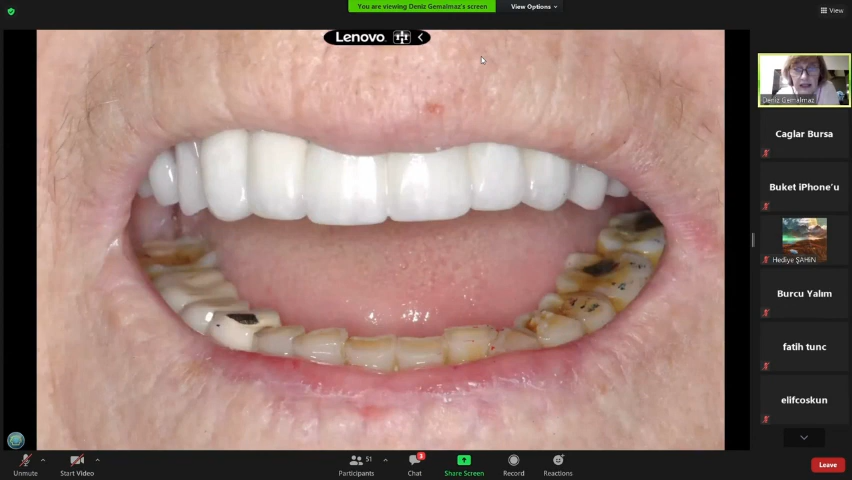 You are viewing Deniz Gemalmaz's screen
View Options
View
Lenovo
Deniz Gemalmaz
Caglar Bursa
Buket iPhone'u
Hediye ŞAHİN
Burcu Yalım
fatih tunc
elifcoskun
Unmute
Start Video
51
Participants
Chat
Share Screen
Record
Reactions
Leave